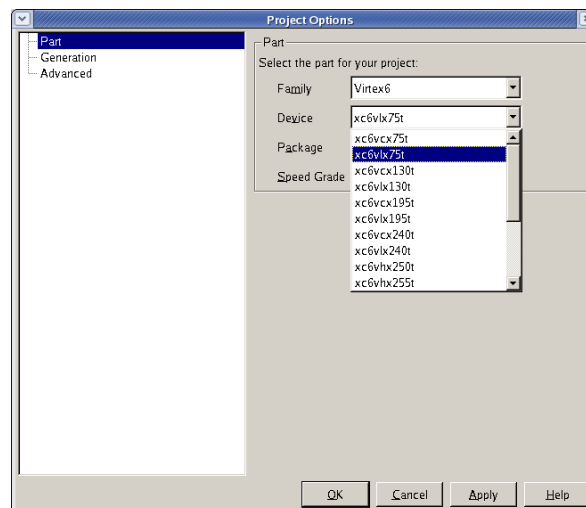 Project Options
Part
Generation
Advanced
Part
Select the part for your project:
Family Virtex6
Device xc6vlx75t
Package
Speed Grade
xc6vcx75t
xc6vlx75t
xc6vcx130t
xc6vlx130t
xc6vcx195t
xc6vlx195t
xc6vcx240t
xc6vlx240t
xc6vhx250t
xc6vhx255t
OK Cancel Apply Help